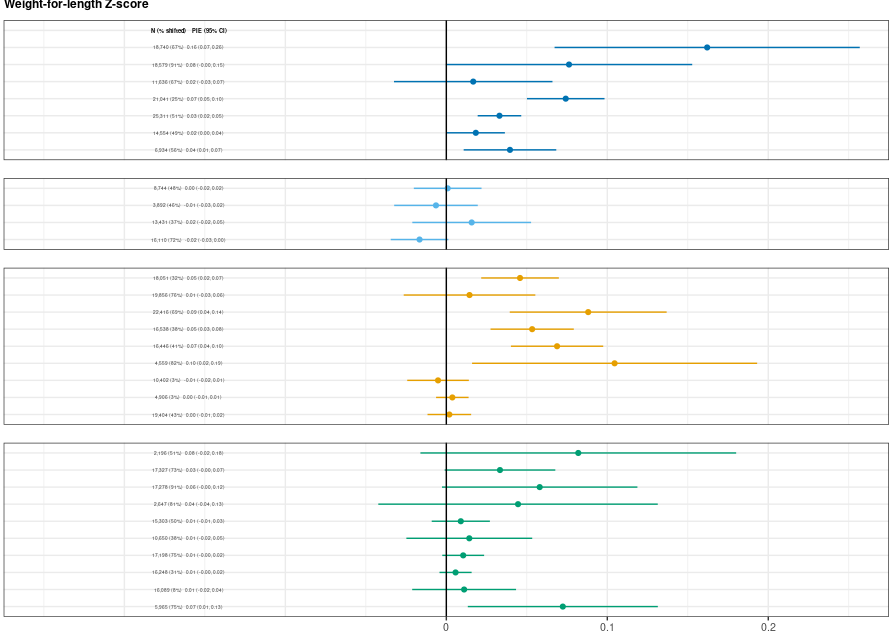 Weight-for-length Z-score
N (% shifted) PIE (95% CI)
18,740 (67%) 0.16 (0.07, 0.26)
18,579 (91%) 0.08 (-0.00, 0.15)
11,636 (67%) 0.02 (-0.03, 0.07)
21,041 (25%) 0.07 (0.05, 0.10)
25,311 (51%) 0.03 (0.02, 0.05)
14,554 (49%) 0.02 (0.00, 0.04)
6,934 (56%) 0.04 (0.01, 0.07)
8,744 (48%) 0.00 (-0.02, 0.02)
3,892 (46%) -0.01 (-0.03, 0.02)
13,431 (37%) 0.02 (-0.02, 0.05)
16,110 (72%) -0.02 (-0.03, 0.00)
18,051 (32%) 0.05 (0.02, 0.07)
19,856 (76%) 0.01 (-0.03, 0.06)
22,416 (69%) 0.09 (0.04, 0.14)
16,538 (38%) 0.05 (0.03, 0.08)
16,446 (41%) 0.07 (0.04, 0.10)
4,559 (82%) 0.10 (0.02, 0.19)
10,402 (3%) -0.01 (-0.02, 0.01)
4,906 (3%) 0.00 (-0.01, 0.01)
19,404 (43%) 0.00 (-0.01, 0.02)
2,196 (51%) 0.08 (-0.02, 0.18)
17,327 (73%) 0.03 (-0.00, 0.07)
17,278 (91%) 0.06 (-0.00, 0.12)
2,647 (81%) 0.04 (-0.04, 0.13)
15,303 (50%) 0.01 (-0.01, 0.03)
10,650 (38%) 0.01 (-0.02, 0.05)
17,198 (75%) 0.01 (-0.00, 0.02)
16,248 (31%) 0.01 (-0.00, 0.02)
16,089 (8%) 0.01 (-0.02, 0.04)
5,965 (75%) 0.07 (0.01, 0.13)
0 0.1 0.2